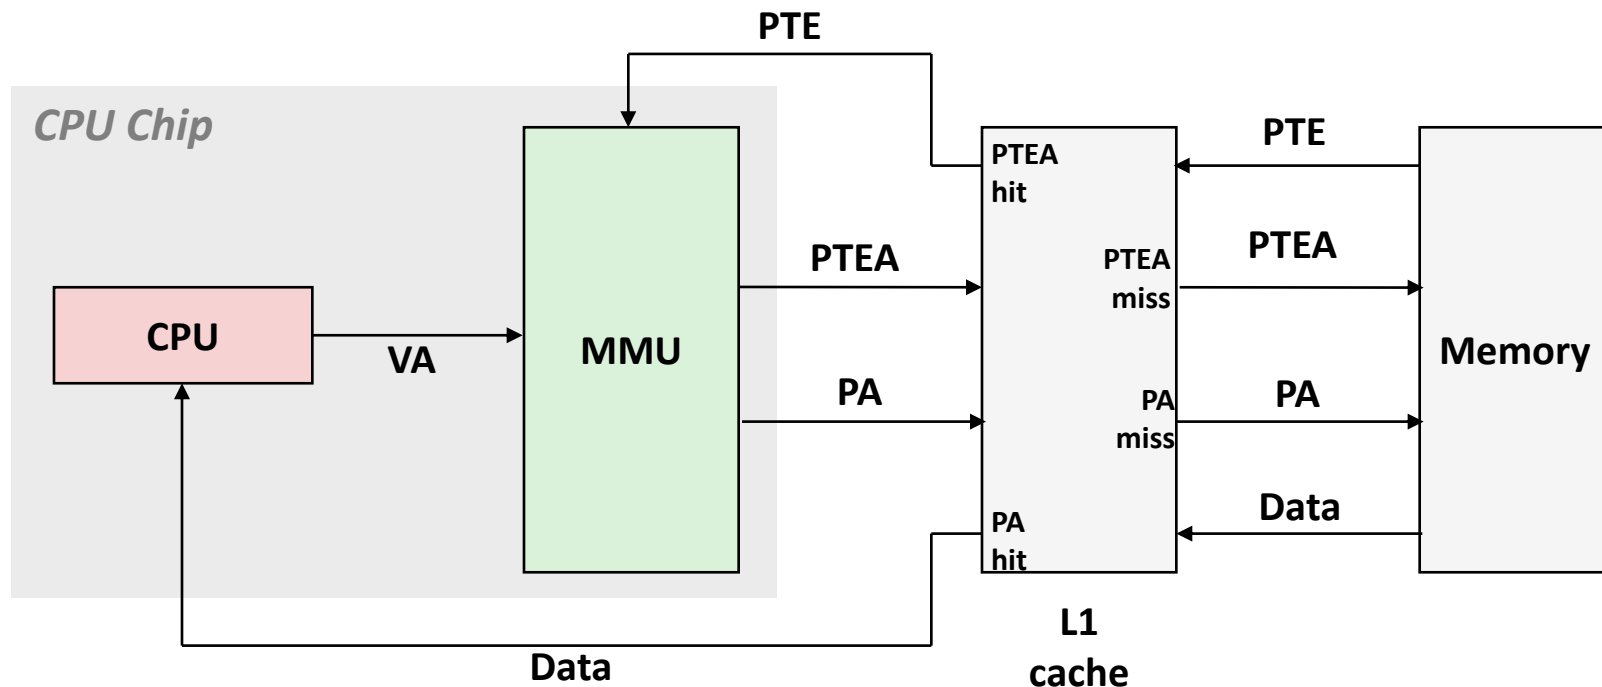 PTE
CPU Chip
PTEA
hit
PTE
PTEA
PTEA
PTEA
miss
CPU
VA
MMU
Memory
PA
PA
miss
PA
PA
hit
Data
L1
cache
Data